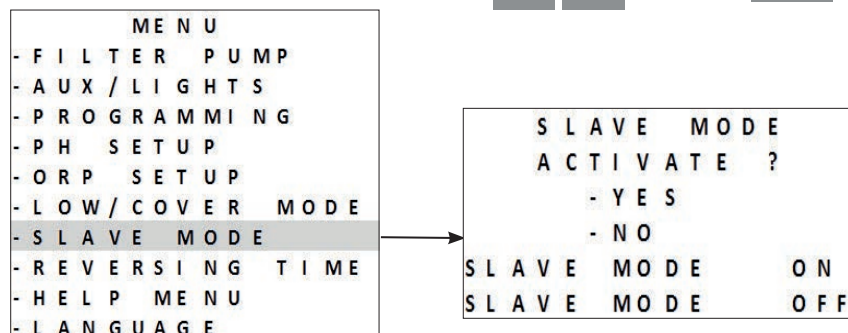 MENU
- FILTER PUMP
- AUX/LIGHTS
- PROGRAMMING
- PH SETUP
- ORP SETUP
- LOW/COVER MODE
- SLAVE MODE
- REVERSING TIME
- HELP MENU
- LANGUAGE
SLAVE MODE
ACTIVATE ?
- YES
- NO
SLAVE MODE ON
SLAVE MODE OFF